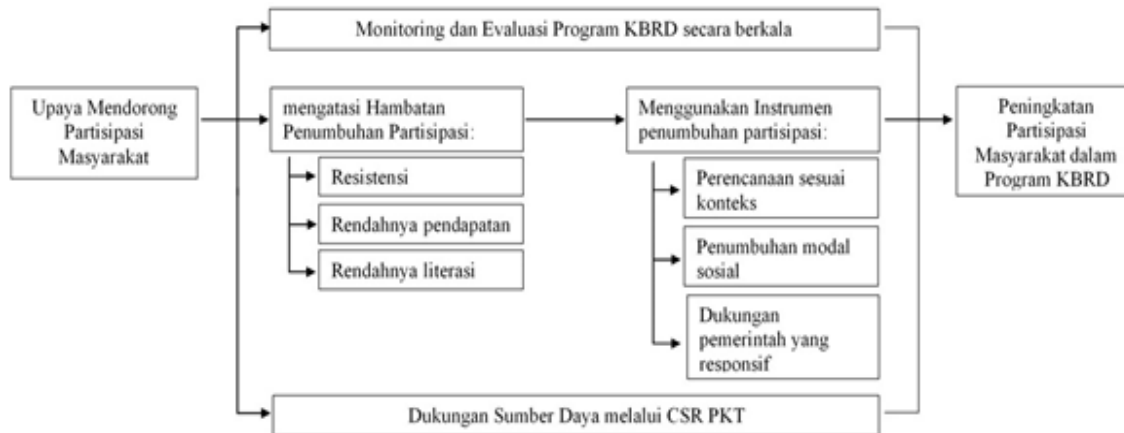 Monitoring dan Evaluasi Program KBRD secara berkala
Upaya Mendorong
Partisipasi
Masyarakat
mengatasi Hambatan
Penumbuhan Partisipasi:
Resistensi
Rendahnya pendapatan
Rendahnya literasi
Menggunakan Instrumen
penumbuhan partisipasi:
Perencanaan sesuai
konteks
Penumbuhan modal
sosial
Dukungan
pemerintah yang
responsif
Peningkatan
Partisipasi
Masyarakat dalam
Program KBRD
Dukungan Sumber Daya melalui CSR PKT